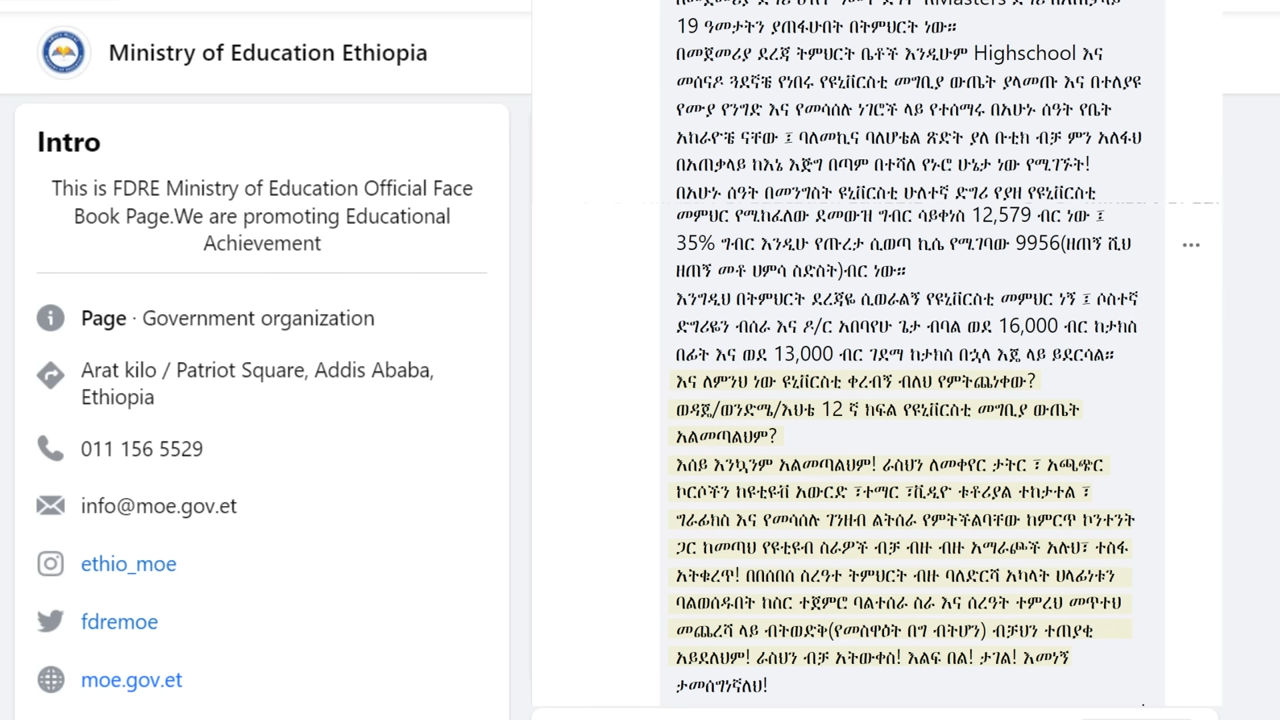 Ministry of Education Ethiopia
Intro
This is FDRE Ministry of Education Official Face
Book Page.We are promoting Educational
Achievement
Page · Government organization
Arat kilo / Patriot Square, Addis Ababa,
Ethiopia
011 156 5529
info@moe.gov.et
ethio_moe
fdremoe
moe.gov.et
19 ዓመታትን ያጠፋሁበት በትምህርት ነው።
በመጀመሪያ ደረጃ ትምህርት ቤቶች እንዲሁም Highschool እና
መሰናዶ ጓደኛቼ የነበሩ የዩኒቨርስቲ መግቢያ ውጤት ያላመጡ እና በተለያዩ
የሙያ የንግድ እና የመሳሰሉ ነገሮች ላይ የተሰማሩ በአሁኑ ሰዓት የቤት
አከራዮቼ ናቸው ፤ ባለመኪና ባለሆቴል ጽድት ያለ ቡቲክ ብቻ ምን አለፋህ
በአጠቃላይ ከእኔ እጅግ በጣም በተሻለ የኑሮ ሁኔታ ነው የሚገኙት!
በአሁኑ ሰዓት በመንግስት ዩኒቨርስቲ ሁለተኛ ድግሪ የያዘ የዩኒቨርስቲ
መምህር የሚከፈለው ደመውዝ ግብር ሳይቀነስ 12,579 ብር ነው ፤
35% ግብር እንዲሁ የጡረታ ሲወጣ ኪሴ የሚገባው 9956(ዘጠኝ ሺህ
ዘጠኝ መቶ ሀምሳ ስድስት)ብር ነው።
እንግዲህ በትምህርት ደረጃዬ ሲወራልኝ የዩኒቨርስቲ መምህር ነኝ ፤ ሶስተኛ
ድግሪዬን ብሰራ እና ዶ/ር አበባየሁ ጌታ ብባል ወደ 16,000 ብር ከታክስ
በፊት እና ወደ 13,000 ብር ገደማ ከታክስ በኋላ እጄ ላይ ይደርሳል።
እና ለምንህ ነው ዩኒቨርስቲ ቀረብኝ ብለህ የምትጨነቀው?
ወዳጄ/ወንድሜ/እህቴ 12 ኛ ክፍል የዩኒቨርስቲ መግቢያ ውጤት
አልመጣልህም?
እሰይ እንኳንም አልመጣልህም! ራስህን ለመቀየር ታትር ፣ አጫጭር
ኮርሶችን ከዩቲዩብ አውርድ ፣ተማር ፣ቪዲዮ ቱቶሪያል ተከታተል ፣
ግራፊክስ እና የመሳሰሉ ገንዘብ ልትሰራ የምትችልባቸው ከምርጥ ኮንተንት
ጋር ከመጣህ የዩቲዩብ ስራዎች ብቻ ብዙ ብዙ አማራጮች አሉህ፣ ተስፋ
አትቁረጥ! በበሰበሰ ስረዓተ ትምህርት ብዙ ባለድርሻ አካላት ሀላፊነቱን
ባልወሰዱበት ከስር ተጀምሮ ባልተሰራ ስራ እና ሰረዓት ተምረህ መጥተህ
መጨረሻ ላይ ብትወድቅ(የመስዋዕት በግ ብትሆን) ብቻህን ተጠያቂ
አይደለህም! ራስህን ብቻ አትውቀስ! እልፍ በል! ታገል! እመነኝ
ታመሰግነኛለህ!